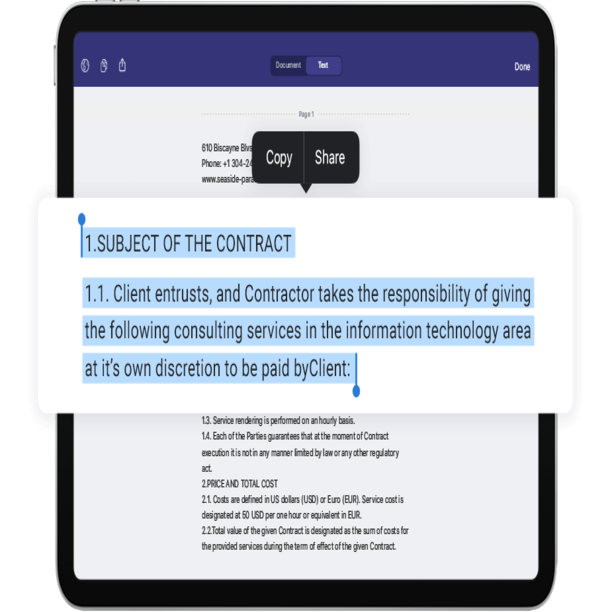 Document Text Done
Page 1
610 Biscayne
Phone: +1
www.seaside-
Copy Share
1.SUBJECT OF THE CONTRACT
1.1. Client entrusts, and Contractor takes the responsibility of giving
the following consulting services in the information technology area
at it's own discretion to be paid byClient:
1.3. Service rendering is performed on an hourly basis.
1.4. Each of the Parties guarantees that at the moment of Contract
execution it is not in any manner limited by law or any other regulatory
act.
2.PRICE AND TOTAL COST
2.1. Costs are defined in US dollars (USD) or Euro (EUR). Service cost is
designated at 50 USD per one hour or equivalent in EUR.
2.2.Total value of the given Contract is designated as the sum of costs for
the provided services during the term of effect of the given Contract.